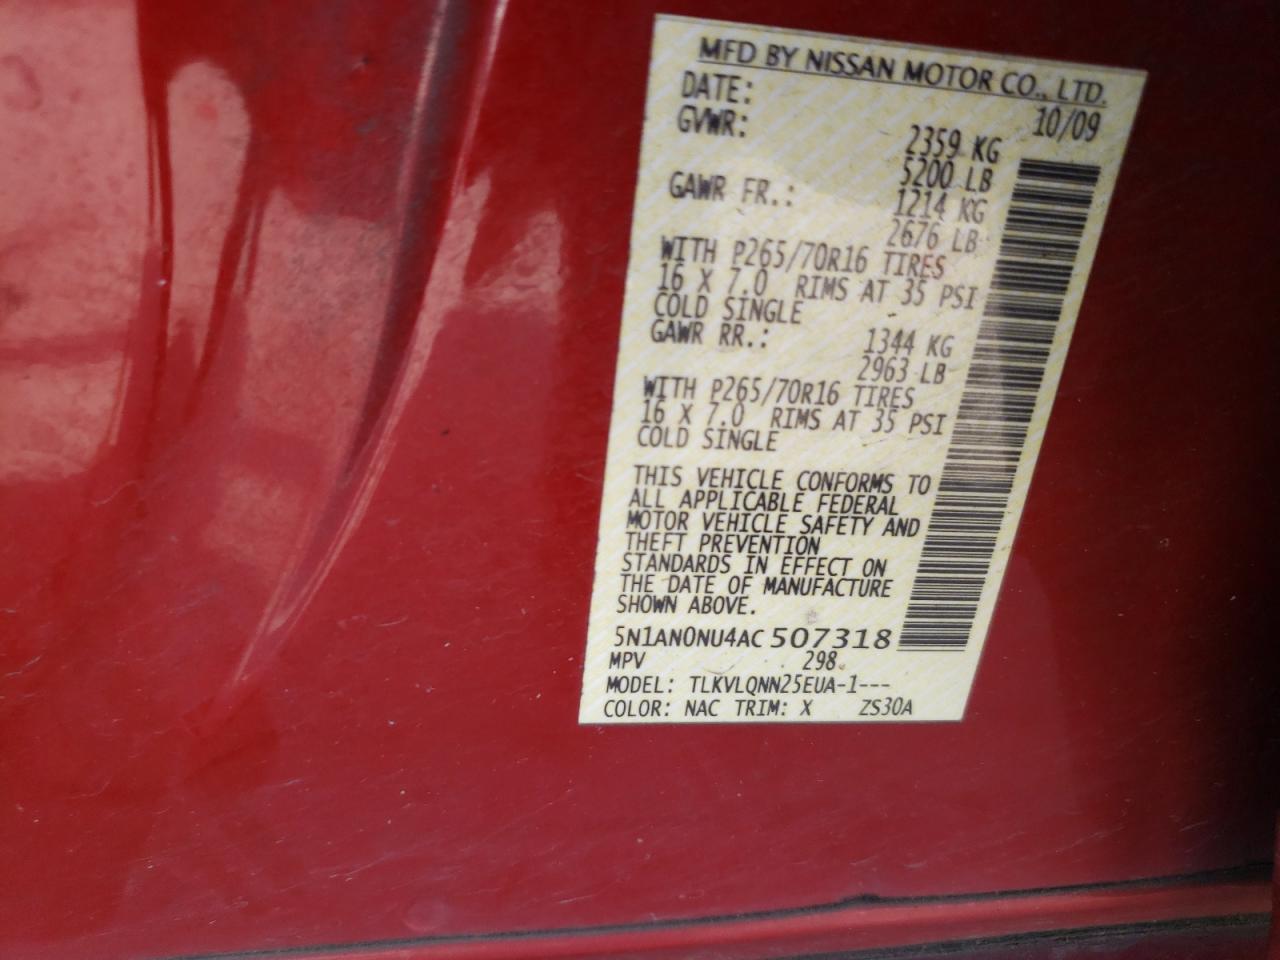 MFD BY NISSAN MOTOR CO., LTD.
DATE: 10/09
GVWR: 2359 KG
5200 LB
GAWR FR.: 1214 KG
2676 LB
WITH P265/70R16 TIRES
16 X 7.0 RIMS AT 35 PSI
COLD SINGLE
GAWR RR.: 1344 KG
2963 LB
WITH P265/70R16 TIRES
16 X 7.0 RIMS AT 35 PSI
COLD SINGLE
THIS VEHICLE CONFORMS TO
ALL APPLICABLE FEDERAL
MOTOR VEHICLE SAFETY AND
THEFT PREVENTION
STANDARDS IN EFFECT ON
THE DATE OF MANUFACTURE
SHOWN ABOVE.
5N1AN0NU4AC507318
MPV 298
MODEL: TLKVLQNN25EUA-1---
COLOR: NAC TRIM: X ZS30A